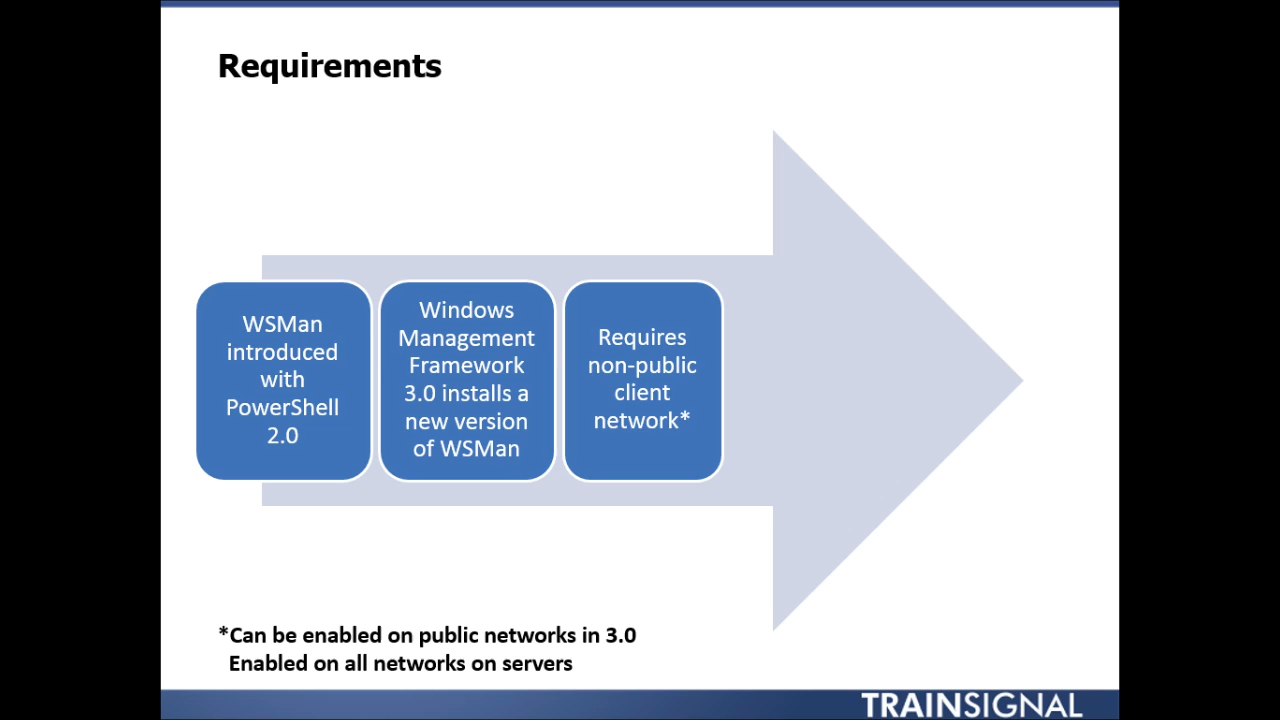 Requirements
WSMan
introduced
with
PowerShell
2.0
Windows
Management
Framework
3.0 installs a
new version
of WSMan
Requires
non-public
client
network*
*Can be enabled on public networks in 3.0
Enabled on all networks on servers
TRAINSIGNAL